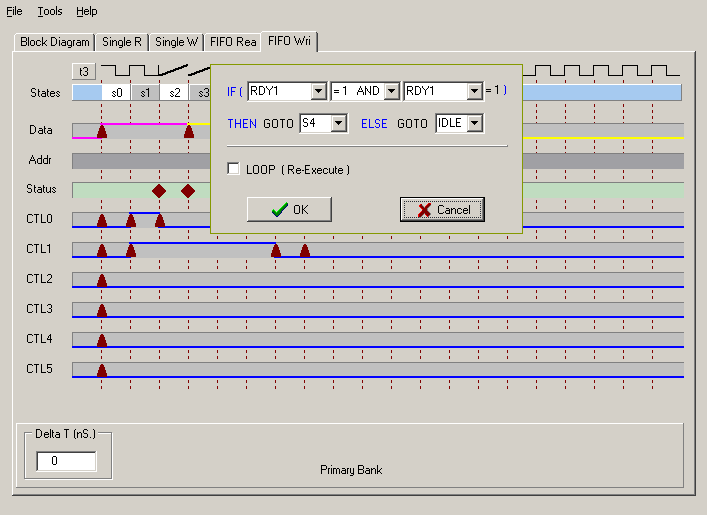 File Tools Help
Block Diagram Single R Single W FIFO Rea FIFO Wri
t3
States s0 s1 s2 s3
IF ( RDY1 = 1 AND RDY1 = 1 )
THEN GOTO S4 ELSE GOTO IDLE
LOOP ( Re-Execute )
OK Cancel
Data
Addr
Status
CTL0
CTL1
CTL2
CTL3
CTL4
CTL5
Delta T (nS.)
0
Primary Bank